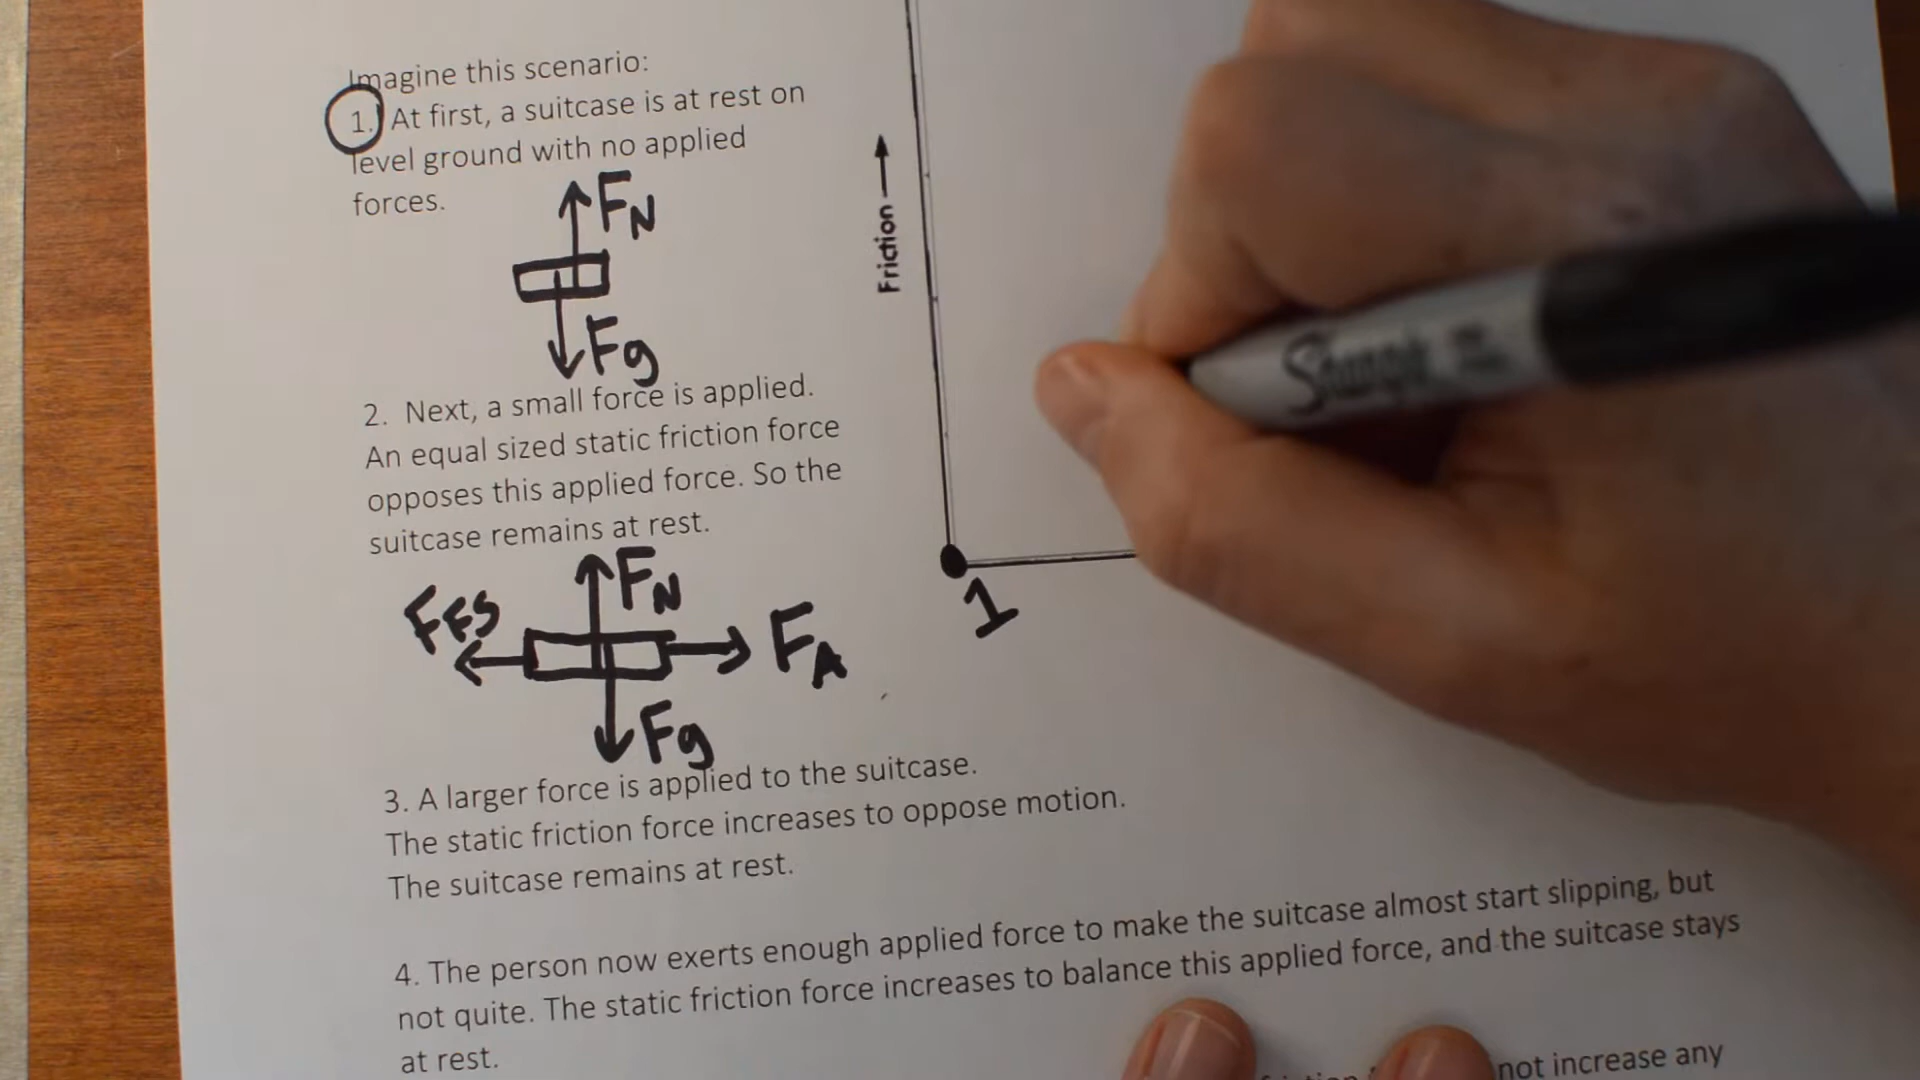 Imagine this scenario:
1. At first, a suitcase is at rest on
level ground with no applied
forces.
FN
Fg
2. Next, a small force is applied.
An equal sized static friction force
opposes this applied force. So the
suitcase remains at rest.
FN
FFS
FA
Fg
3. A larger force is applied to the suitcase.
The static friction force increases to oppose motion.
The suitcase remains at rest.
4. The person now exerts enough applied force to make the suitcase almost start slipping, but
not quite. The static friction force increases to balance this applied force, and the suitcase stays
at rest.
not increase any
Friction
1
Sharpie